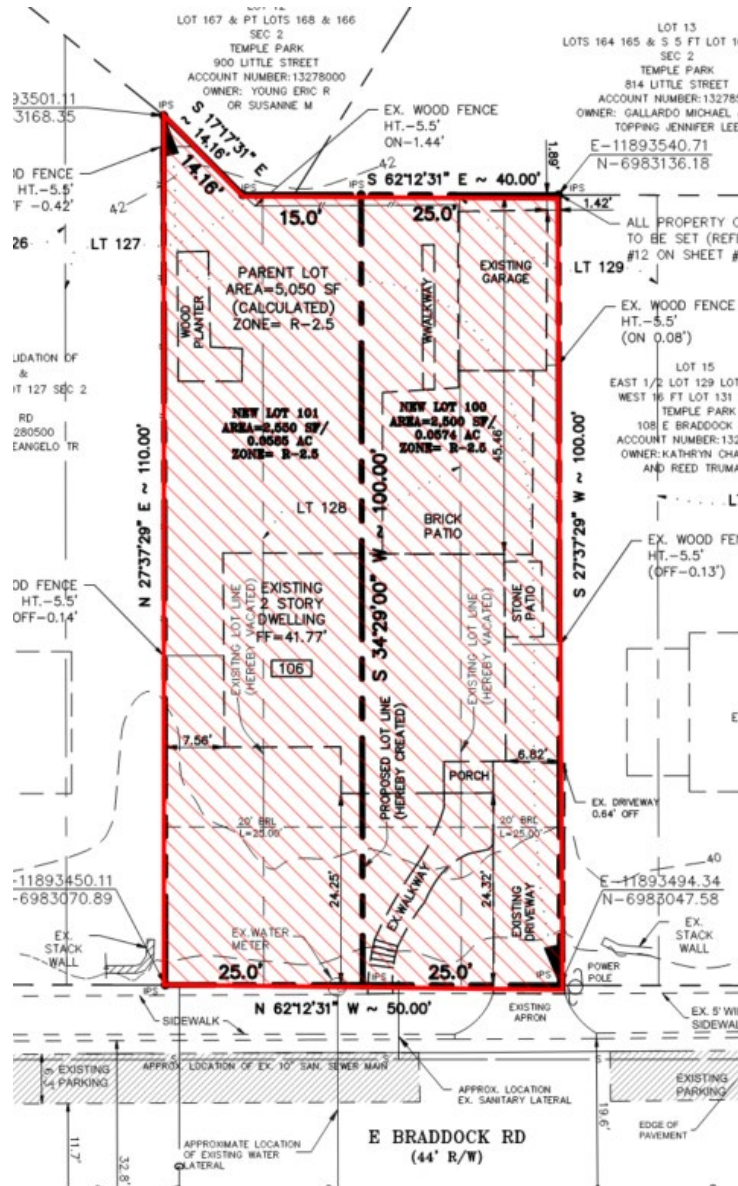 LOT 167 & PT LOTS 168 & 166
SEC 2
TEMPLE PARK
900 LITTLE STREET
ACCOUNT NUMBER:13278000
OWNER: YOUNG ERIC R
OR SUSANNE M
LOT 13
LOTS 164 165 & S 5 FT LOT
SEC 2
TEMPLE PARK
814 LITTLE STREET
ACCOUNT NUMBER:13278
OWNER: GALLARDO MICHAEL
TOPPING JENNIFER LEE
93501.11
3168.35
IPS
S 17°17'31" E
~ 14.16'
14.16'
EX. WOOD FENCE
HT.-5.5'
ON-1.44'
42
E-11893540.71
N-6983136.18
1.89'
OD FENCE
HT.-5.5'
FF -0.42'
42
IPS
IPS
S 62°12'31" E ~ 40.00'
IPS
1.42'
15.0'
25.0'
26
LT 127
ALL PROPERTY
TO BE SET (REF
#12 ON SHEET #
LT 129
PARENT LOT
AREA=5,050 SF
(CALCULATED)
ZONE= R-2.5
WOOD
PLANTER
WWALKWAY
EXISTING
GARAGE
EX. WOOD FENCE
HT.-5.5'
(ON 0.08')
LIDATION OF
&
OT 127 SEC 2
RD
280500
EANGELO TR
LOT 15
EAST 1/2 LOT 129 LOT
WEST 16 FT LOT 131
TEMPLE PARK
108 E BRADDOCK
ACCOUNT NUMBER:132
OWNER:KATHRYN CHA
AND REED TRUMA
NEW LOT 101
AREA=2,550 SF/
0.0585 AC
ZONE= R-2.5
NEW LOT 100
AREA=2,500 SF/
0.0574 AC
ZONE= R-2.5
45.46'
N 27°37'29" E ~ 110.00'
S 34°29'00" W ~ 100.00'
S 27°37'29" W ~ 100.00'
LT 128
BRICK
PATIO
EX. WOOD FE
HT.-5.5'
(OFF-0.13')
OD FENCE
HT.-5.5'
OFF-0.14'
EXISTING
2 STORY
DWELLING
FF=41.77'
106
EXISITNG LOT LINE
(HEREBY VACATED)
EXISTING LOT LINE
(HEREBY VACATED)
STONE
PATIO
PROPOSED LOT LINE
(HEREBY CREATED)
7.56'
6.82'
PORCH
EX. DRIVEWAY
0.64' OFF
20' BRL
L=25.00'
20' BRL
L=25.00'
40
24.25'
24.32'
EX.WALKWAY
EXISTING
DRIVEWAY
-11893450.11
-6983070.89
E-11893494.34
N-6983047.58
EX.
STACK
WALL
EX.WATER
METER
EX.
STACK
WALL
POWER
POLE
25.0'
25.0'
IPS
IPS
IPS
N 62°12'31" W ~ 50.00'
SIDEWALK
EXISTING
APRON
EX. 5' WI
SIDEWAL
6.3'
EXISTING
PARKING
APPROX. LOCATION OF EX. 10" SAN. SEWER MAIN
S
S
S
EXISTING
PARKING
APPROX. LOCATION
EX. SANITARY LATERAL
APPROXIMATE LOCATION
OF EXISTING WATER
LATERAL
11.7'
32.8'
19.6'
EDGE OF
PAVEMENT
E BRADDOCK RD
(44' R/W)